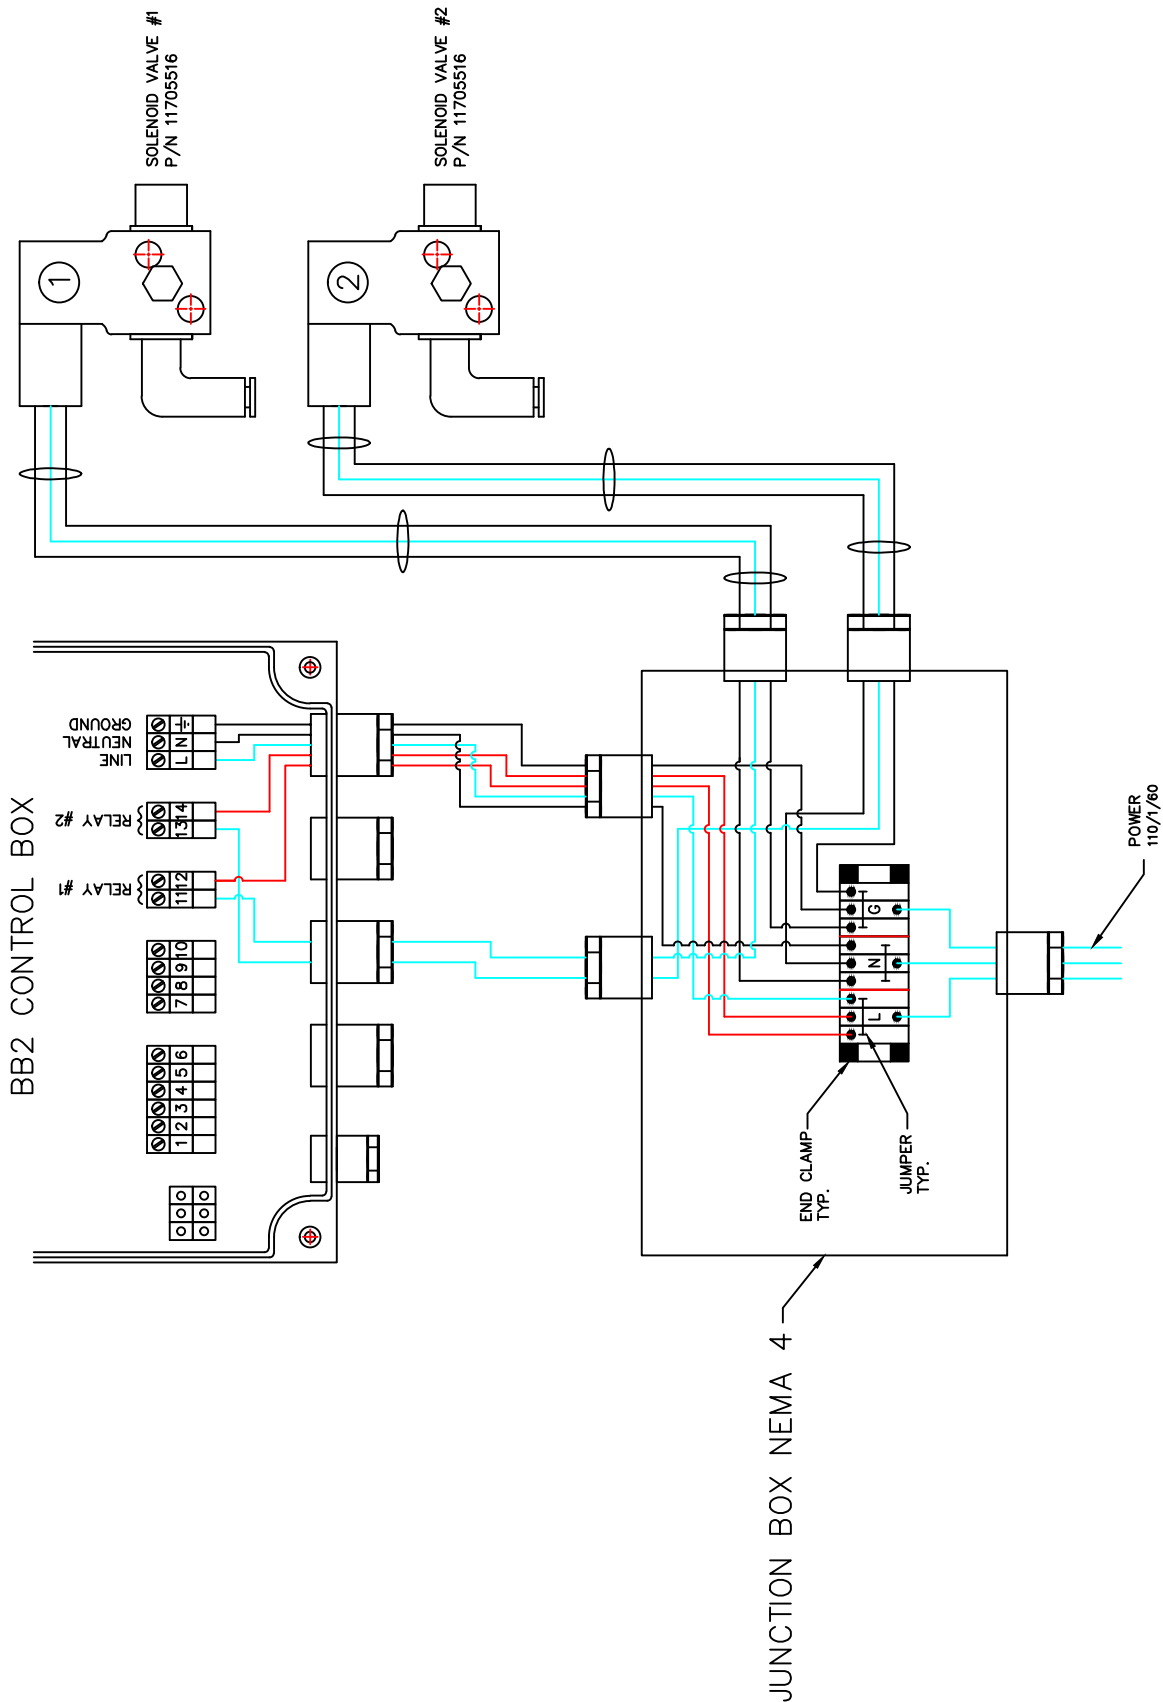 SOLENOID VALVE #1
P/N 11705516
SOLENOID VALVE #2
P/N 11705516
1
2
BB2 CONTROL BOX
GROUND
NEUTRAL
LINE
N
L
RELAY #2
14
13
RELAY #1
12
11
10
9
8
7
6
5
4
3
2
1
G
N
L
POWER
110/1/60
END CLAMP
TYP.
JUMPER
TYP.
JUNCTION BOX NEMA 4